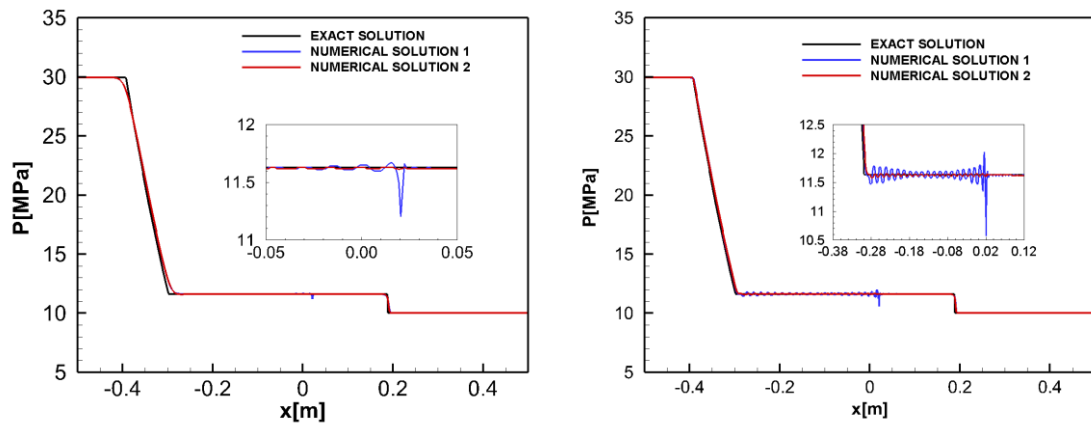 35
30
25
20
15
10
5
P[MPa]
EXACT SOLUTION
NUMERICAL SOLUTION 1
NUMERICAL SOLUTION 2
12
11.5
11
-0.05 0.00 0.05
-0.4 -0.2 0 0.2 0.4
x[m]
35
30
25
20
15
10
5
P[MPa]
EXACT SOLUTION
NUMERICAL SOLUTION 1
NUMERICAL SOLUTION 2
12.5
12
11.5
11
10.5
-0.38 -0.28 -0.18 -0.08 0.02 0.12
-0.4 -0.2 0 0.2 0.4
x[m]